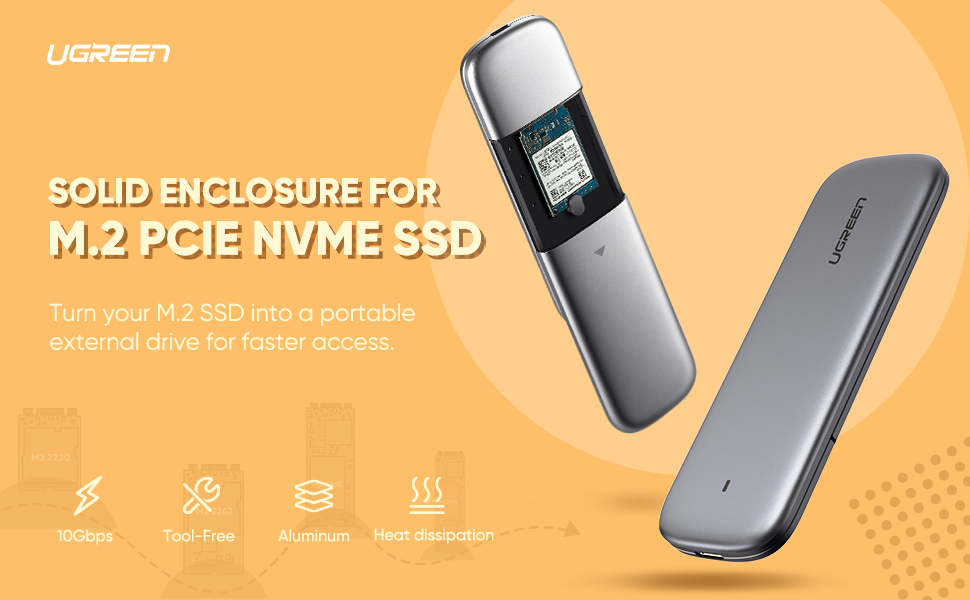 UGREEN
SOLID ENCLOSURE FOR
M.2 PCIE NVME SSD
Turn your M.2 SSD into a portable
external drive for faster access.
UGREEN
M2 2230
10Gbps
Tool-Free
Aluminum
Heat dissipation